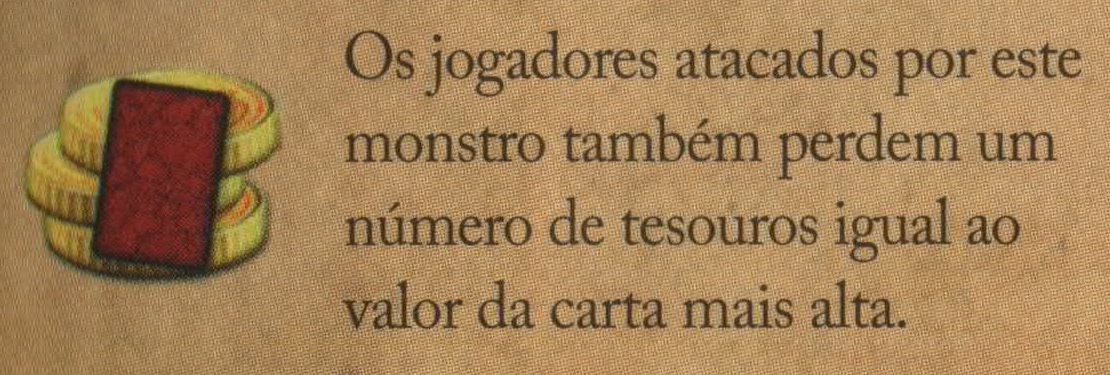 Os jogadores atacados por este
monstro também perdem um
número de tesouros igual ao
valor da carta mais alta.